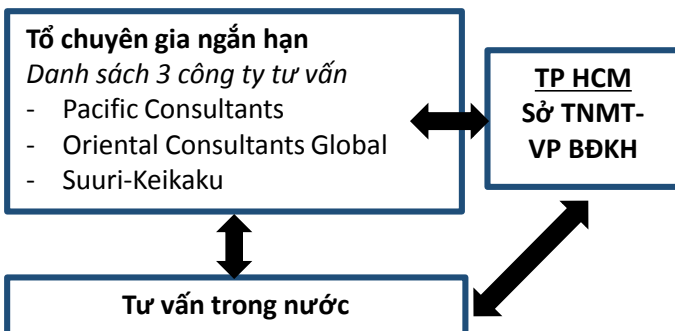 Tổ chuyên gia ngắn hạn
Danh sách 3 công ty tư vấn
- Pacific Consultants
- Oriental Consultants Global
- Suuri-Keikaku
TP HCM
Sở TNMT-
VP BĐKH
Tư vấn trong nước